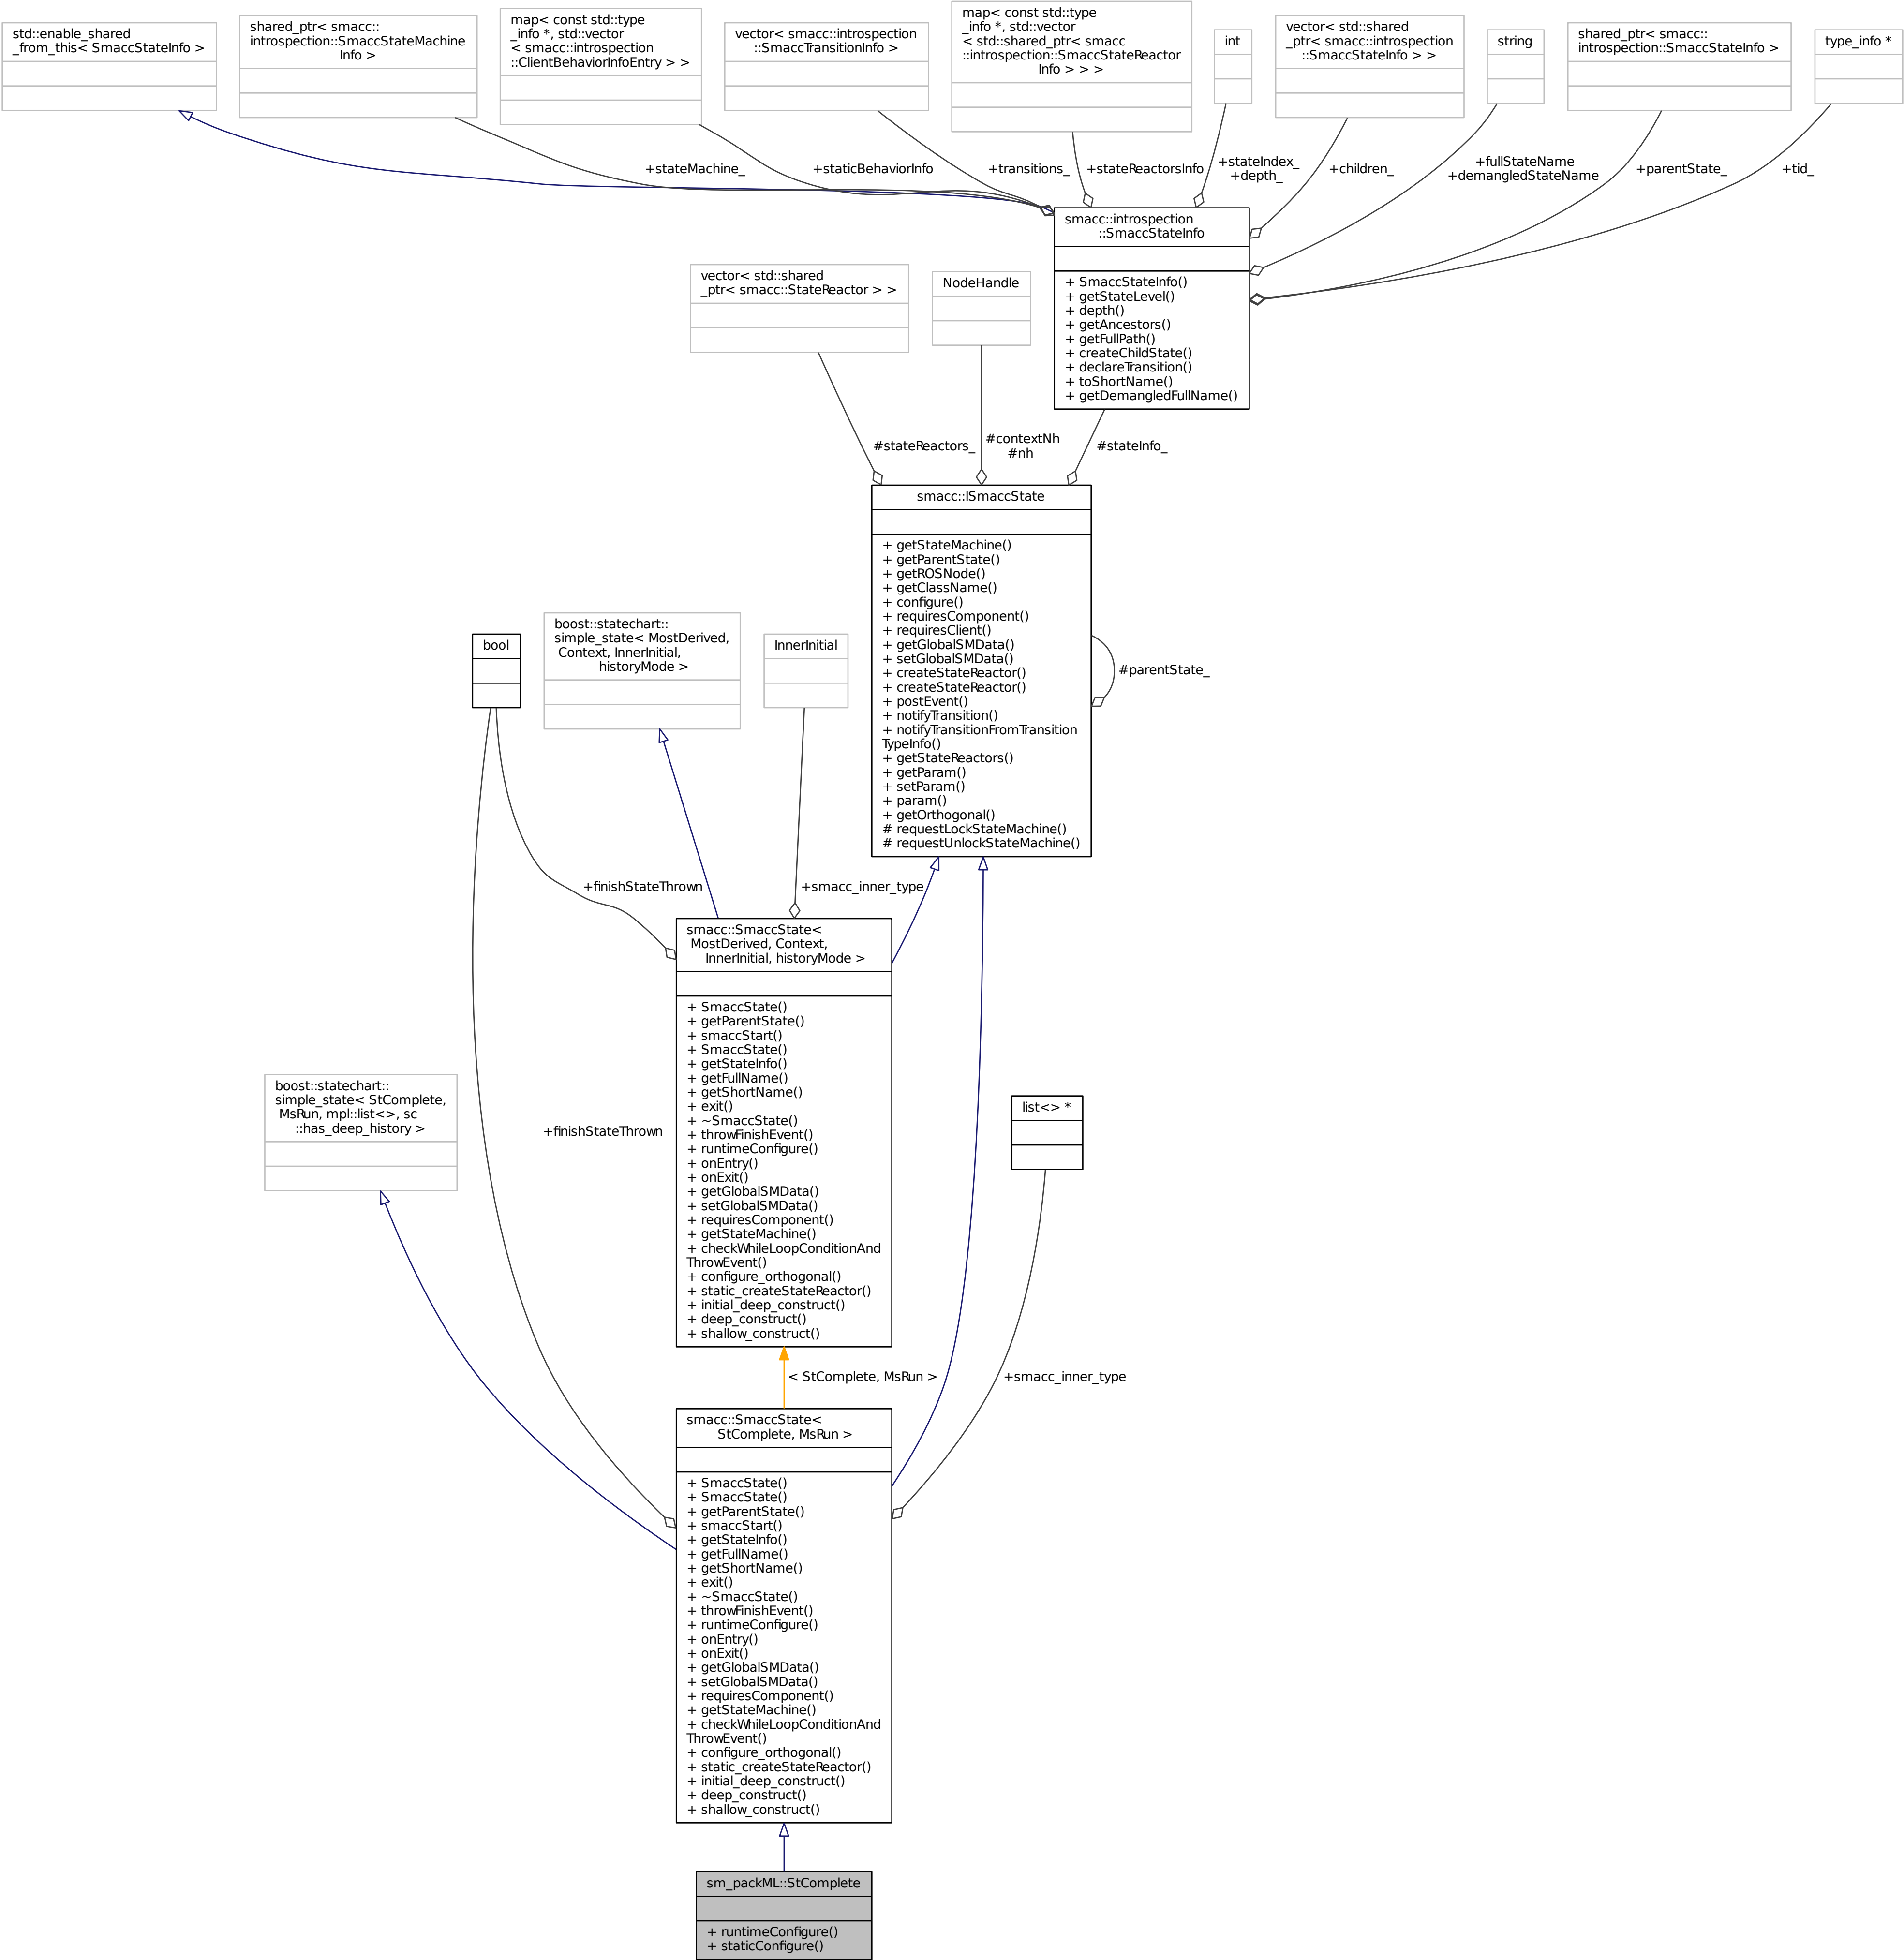 std::enable_shared
_from_this< SmaccStateInfo >
shared_ptr< smacc::
introspection::SmaccStateMachine
Info >
map< const std::type
_info *, std::vector
< smacc::introspection
::ClientBehaviorInfoEntry > >
vector< smacc::introspection
::SmaccTransitionInfo >
map< const std::type
_info *, std::vector
< std::shared_ptr< smacc
::introspection::SmaccStateReactor
Info > > >
int
vector< std::shared
_ptr< smacc::introspection
::SmaccStateInfo > >
string
shared_ptr< smacc::
introspection::SmaccStateInfo >
type_info *
+stateMachine_
+staticBehaviorInfo
+transitions_
+stateReactorsInfo
+stateIndex_
+depth_
+children_
+fullStateName
+demangledStateName
+parentState_
+tid_
smacc::introspection
::SmaccStateInfo
+ SmaccStateInfo()
+ getStateLevel()
+ depth()
+ getAncestors()
+ getFullPath()
+ createChildState()
+ declareTransition()
+ toShortName()
+ getDemangledFullName()
vector< std::shared
_ptr< smacc::StateReactor > >
NodeHandle
#stateReactors_
#contextNh
#nh
#stateInfo_
smacc::ISmaccState
+ getStateMachine()
+ getParentState()
+ getROSNode()
+ getClassName()
+ configure()
+ requiresComponent()
+ requiresClient()
+ getGlobalSMData()
+ setGlobalSMData()
+ createStateReactor()
+ createStateReactor()
+ postEvent()
+ notifyTransition()
+ notifyTransitionFromTransition
TypeInfo()
+ getStateReactors()
+ getParam()
+ setParam()
+ param()
+ getOrthogonal()
# requestLockStateMachine()
# requestUnlockStateMachine()
#parentState_
bool
boost::statechart::
simple_state< MostDerived,
Context, InnerInitial,
historyMode >
InnerInitial
+finishStateThrown
+smacc_inner_type
smacc::SmaccState<
MostDerived, Context,
InnerInitial, historyMode >
+ SmaccState()
+ getParentState()
+ smaccStart()
+ SmaccState()
+ getStateInfo()
+ getFullName()
+ getShortName()
+ exit()
+ ~SmaccState()
+ throwFinishEvent()
+ runtimeConfigure()
+ onEntry()
+ onExit()
+ getGlobalSMData()
+ setGlobalSMData()
+ requiresComponent()
+ getStateMachine()
+ checkWhileLoopConditionAnd
ThrowEvent()
+ configure_orthogonal()
+ static_createStateReactor()
+ initial_deep_construct()
+ deep_construct()
+ shallow_construct()
boost::statechart::
simple_state< StComplete,
MsRun, mpl::list<>, sc
::has_deep_history >
+finishStateThrown
list<> *
< StComplete, MsRun >
+smacc_inner_type
smacc::SmaccState<
StComplete, MsRun >
+ SmaccState()
+ SmaccState()
+ getParentState()
+ smaccStart()
+ getStateInfo()
+ getFullName()
+ getShortName()
+ exit()
+ ~SmaccState()
+ throwFinishEvent()
+ runtimeConfigure()
+ onEntry()
+ onExit()
+ getGlobalSMData()
+ setGlobalSMData()
+ requiresComponent()
+ getStateMachine()
+ checkWhileLoopConditionAnd
ThrowEvent()
+ configure_orthogonal()
+ static_createStateReactor()
+ initial_deep_construct()
+ deep_construct()
+ shallow_construct()
sm_packML::StComplete
+ runtimeConfigure()
+ staticConfigure()